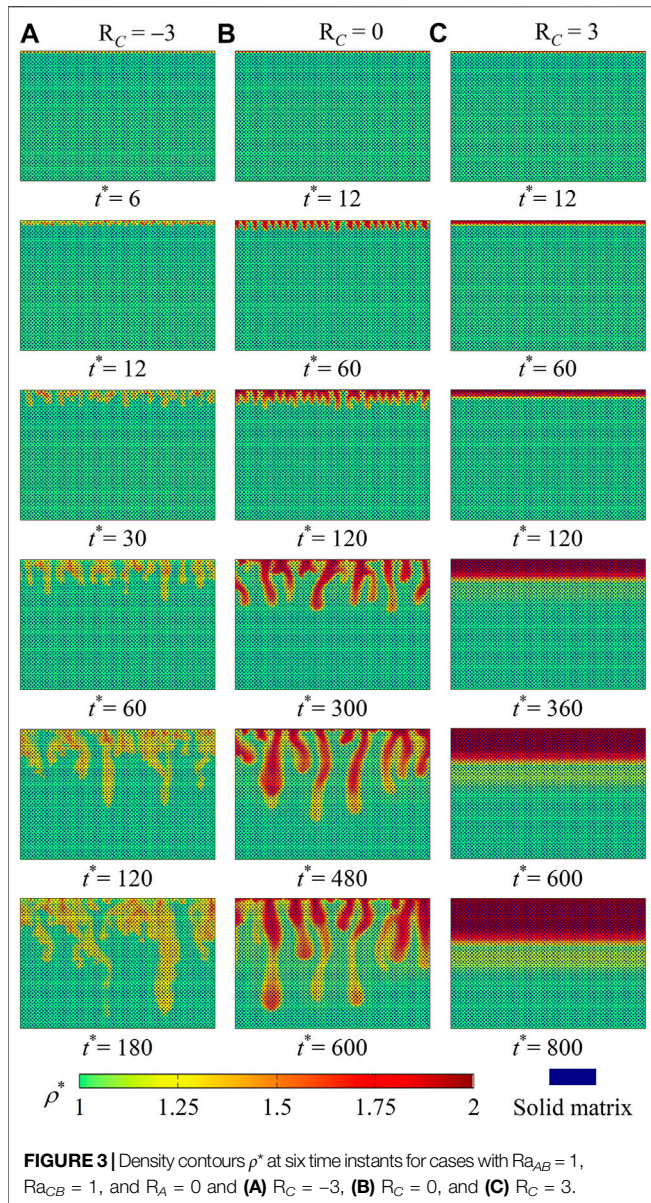 A R_C = −3 B R_C = 0 C R_C = 3
t* = 6 t* = 12 t* = 12
t* = 12 t* = 60 t* = 60
t* = 30 t* = 120 t* = 120
t* = 60 t* = 300 t* = 360
t* = 120 t* = 480 t* = 600
t* = 180 t* = 600 t* = 800
ρ* 1 1.25 1.5 1.75 2 Solid matrix
FIGURE 3 | Density contours ρ* at six time instants for cases with Ra_AB = 1,
Ra_CB = 1, and R_A = 0 and (A) R_C = −3, (B) R_C = 0, and (C) R_C = 3.